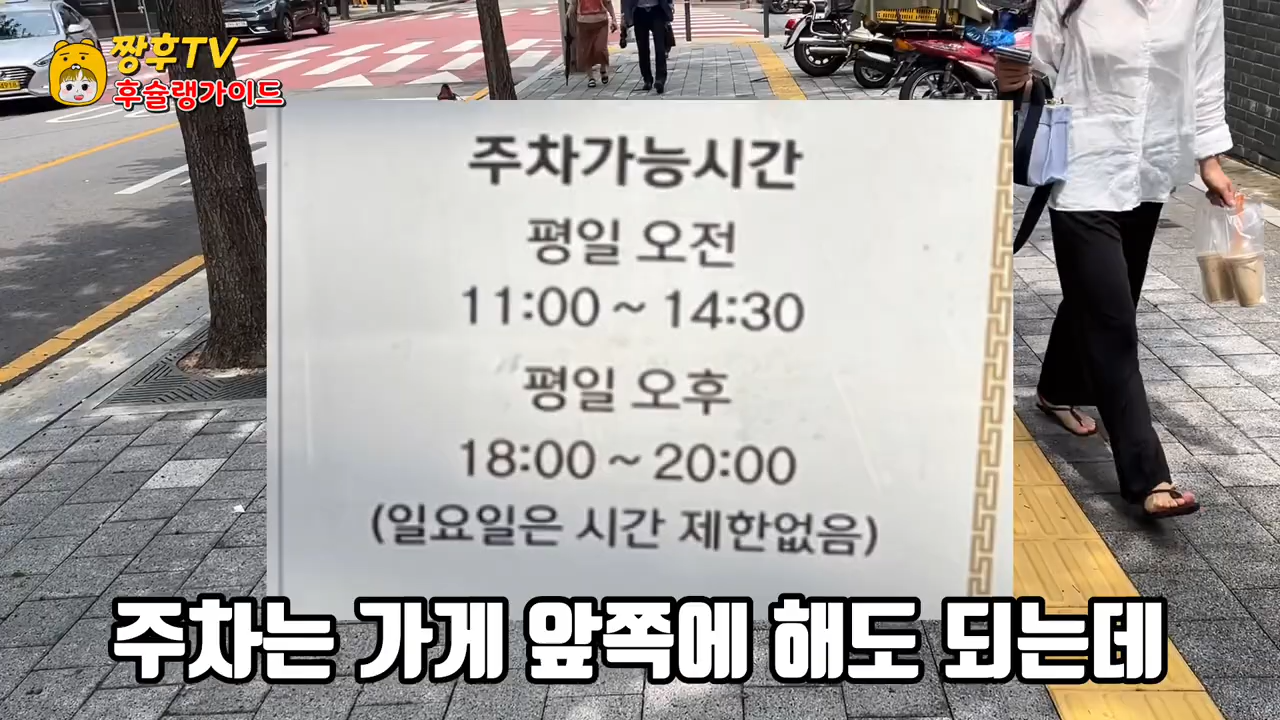 짱후TV
후슐랭가이드
주차가능시간
평일 오전
11:00 ~ 14:30
평일 오후
18:00 ~ 20:00
(일요일은 시간 제한없음)
주차는 가게 앞쪽에 해도 되는데